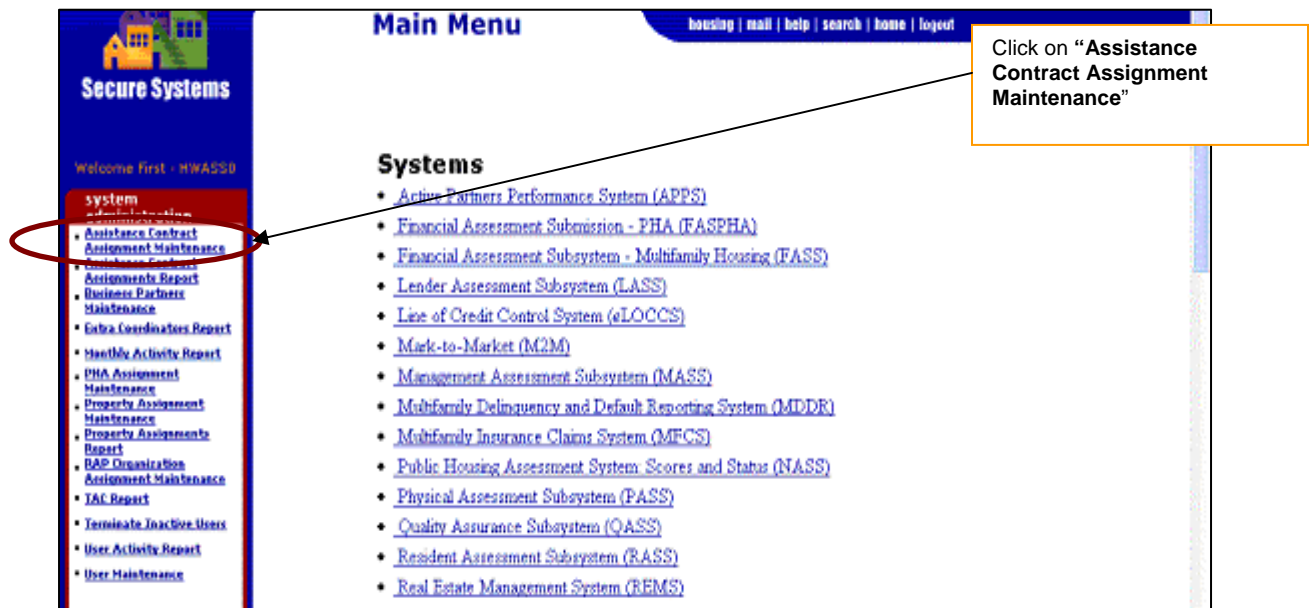 Main Menu
housing | mail | help | search | home | logout
Click on “Assistance
Contract Assignment
Maintenance”
Secure Systems
Welcome First - HWASSO
system
administration
Assistance Contract
Assignment Maintenance
Assistance Contract
Assignments Report
Business Partners
Maintenance
• Extra Coordinators Report
• Monthly Activity Report
PHA Assignment
Maintenance
Property Assignment
Maintenance
Property Assignments
Report
RAP Organization
Assignment Maintenance
• TAC Report
• Terminate Inactive Users
• User Activity Report
• User Maintenance
Systems
• Active Partners Performance System (APPS)
• Financial Assessment Submission - PHA (FASPHA)
• Financial Assessment Subsystem - Multifamily Housing (FASS)
• Lender Assessment Subsystem (LASS)
• Line of Credit Control System (eLOCCS)
• Mark-to-Market (M2M)
• Management Assessment Subsystem (MASS)
• Multifamily Delinquency and Default Reporting System (MDDR)
• Multifamily Insurance Claims System (MFCS)
• Public Housing Assessment System: Scores and Status (NASS)
• Physical Assessment Subsystem (PASS)
• Quality Assurance Subsystem (QASS)
• Resident Assessment Subsystem (RASS)
• Real Estate Management System (REMS)